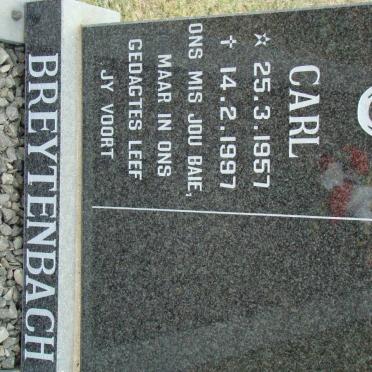 CARL
☆ 25.3.1957
✝ 14.2.1997
ONS MIS JOU BAIE,
MAAR IN ONS
GEDAGTES LEEF
JY VOORT
BREYTENBACH